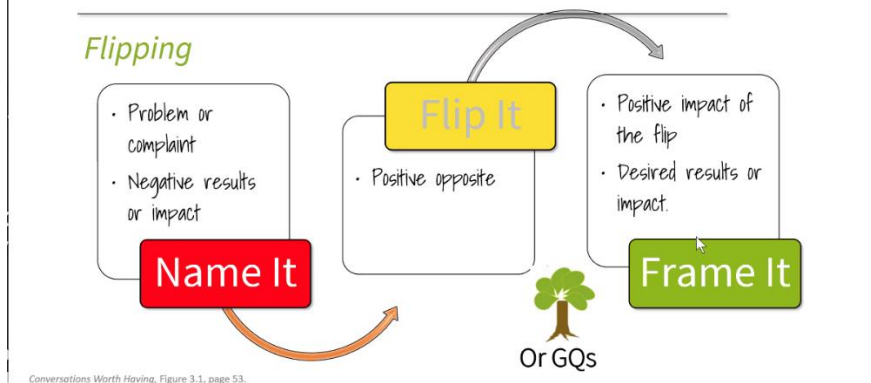 Flipping
• Problem or
complaint
• Negative results
or impact
Name It
Flip It
• Positive opposite
• Positive impact of
the flip
• Desired results or
impact.
Frame It
Or GQs
Conversations Worth Having, Figure 3.1, page 53.